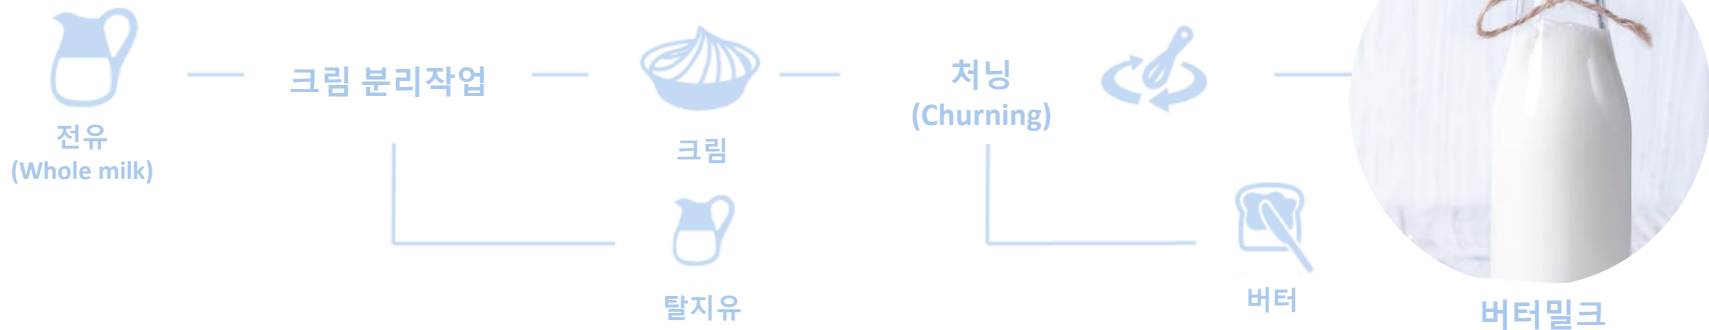 전유
(Whole milk)
크림 분리작업
크림
탈지유
처닝
(Churning)
버터
버터밀크